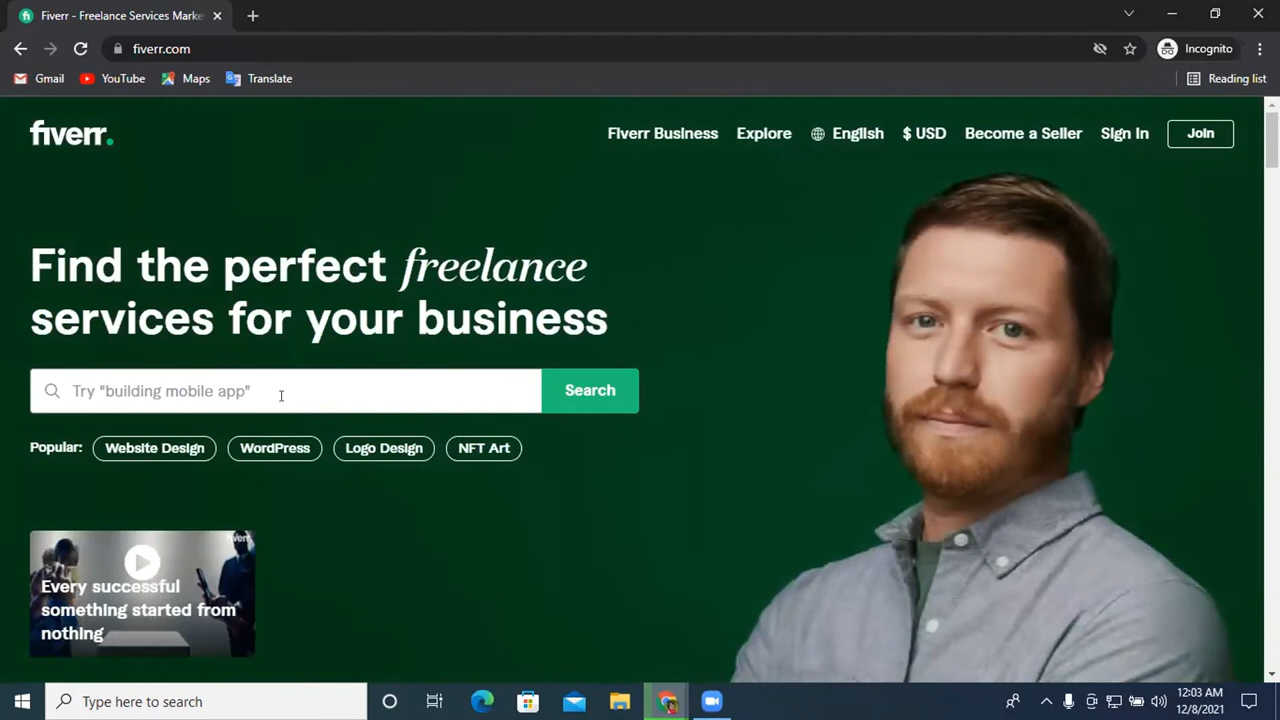 Fiverr - Freelance Services Marke
fiverr.com
Incognito
Gmail
YouTube
Maps
Translate
Reading list
fiverr.
Fiverr Business
Explore
English
$ USD
Become a Seller
Sign In
Join
Find the perfect freelance
services for your business
Try "building mobile app"
Search
Popular:
Website Design
WordPress
Logo Design
NFT Art
fiverr.
Every successful
something started from
nothing
Type here to search
12:03 AM
12/8/2021